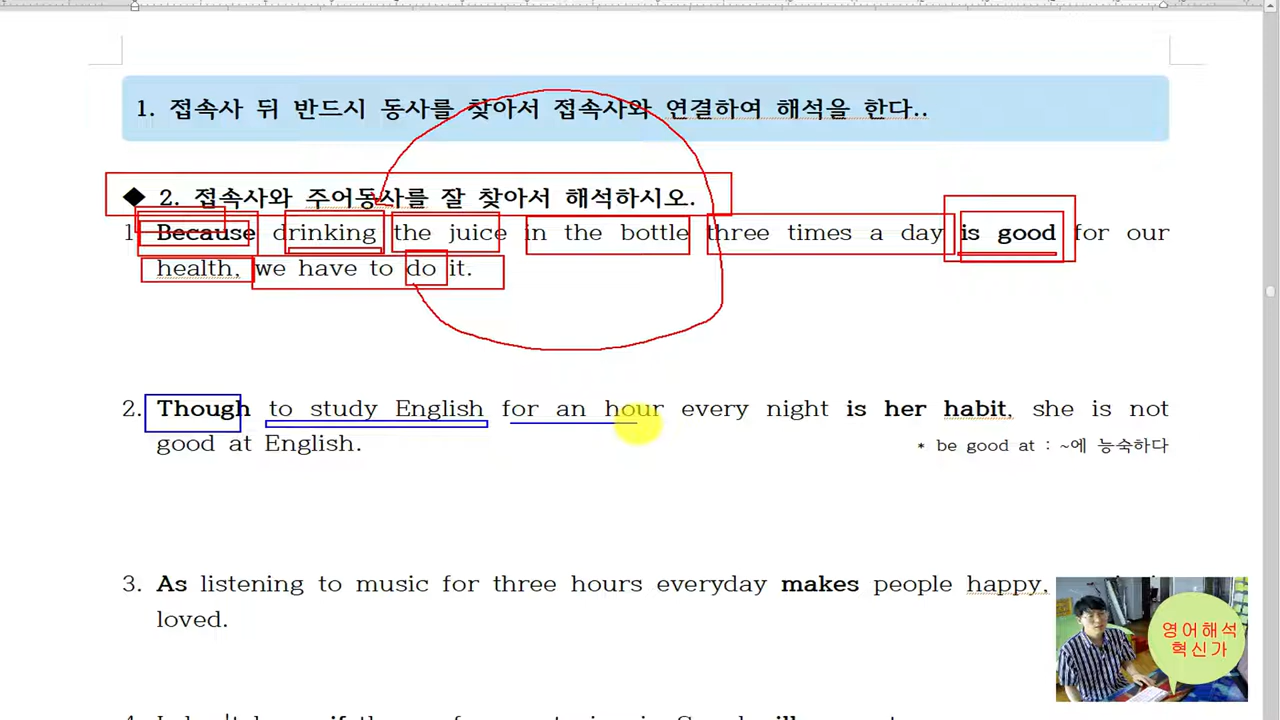 1. 접속사 뒤 반드시 동사를 찾아서 접속사와 연결하여 해석을 한다..
◆ 2. 접속사와 주어동사를 잘 찾아서 해석하시오.
1. Because drinking the juice in the bottle three times a day is good for our
health, we have to do it.
2. Though to study English for an hour every night is her habit, she is not
good at English.
* be good at : ~에 능숙하다
3. As listening to music for three hours everyday makes people happy,
loved.
영어해석
혁신가